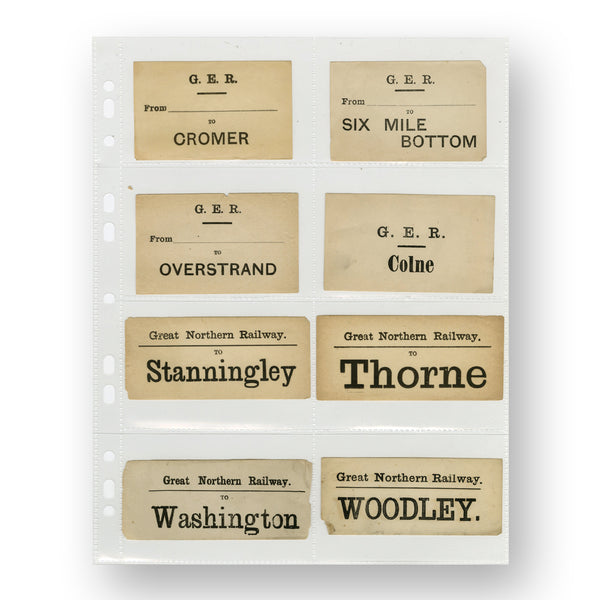 G. E. R.
From
TO
CROMER
G. E. R.
From
TO
SIX MILE
BOTTOM
G. E. R.
From
TO
OVERSTRAND
G. E. R.
Colne
Great Northern Railway.
TO
Stanningley
Great Northern Railway.
TO
Thorne
Great Northern Railway.
TO
Washington
Great Northern Railway.
WOODLEY.